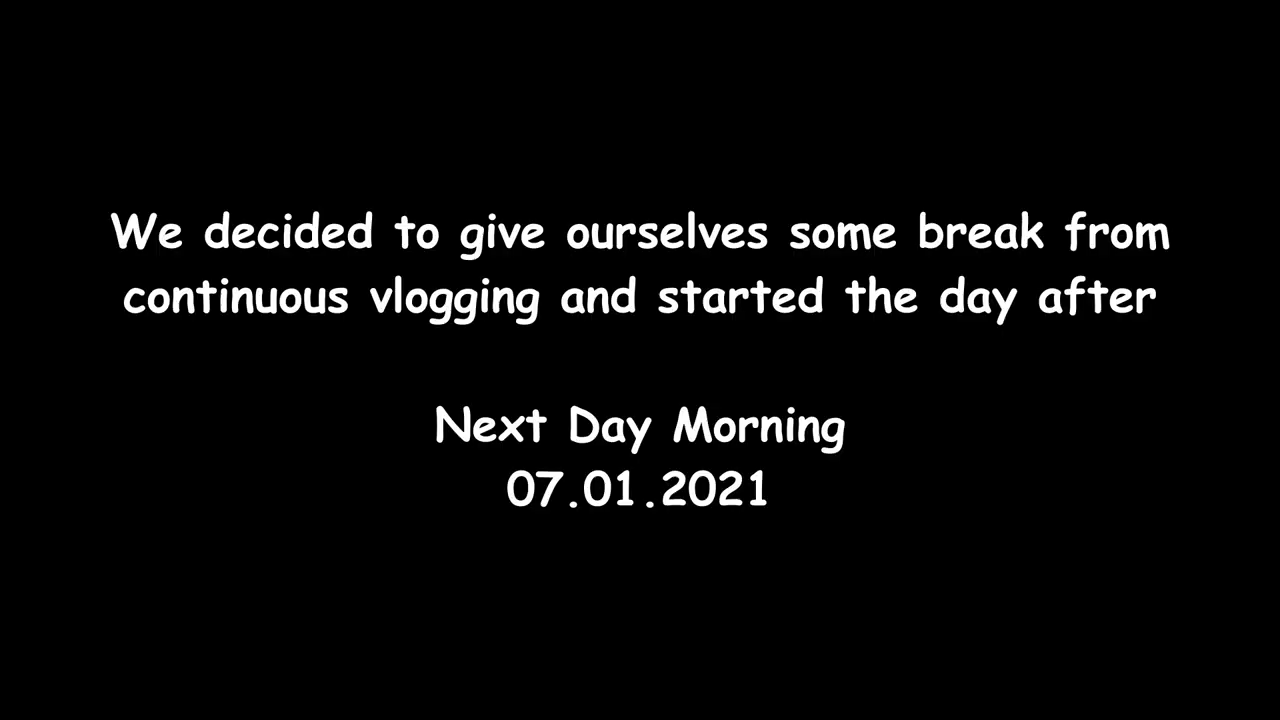 We decided to give ourselves some break from
continuous vlogging and started the day after
Next Day Morning
07.01.2021